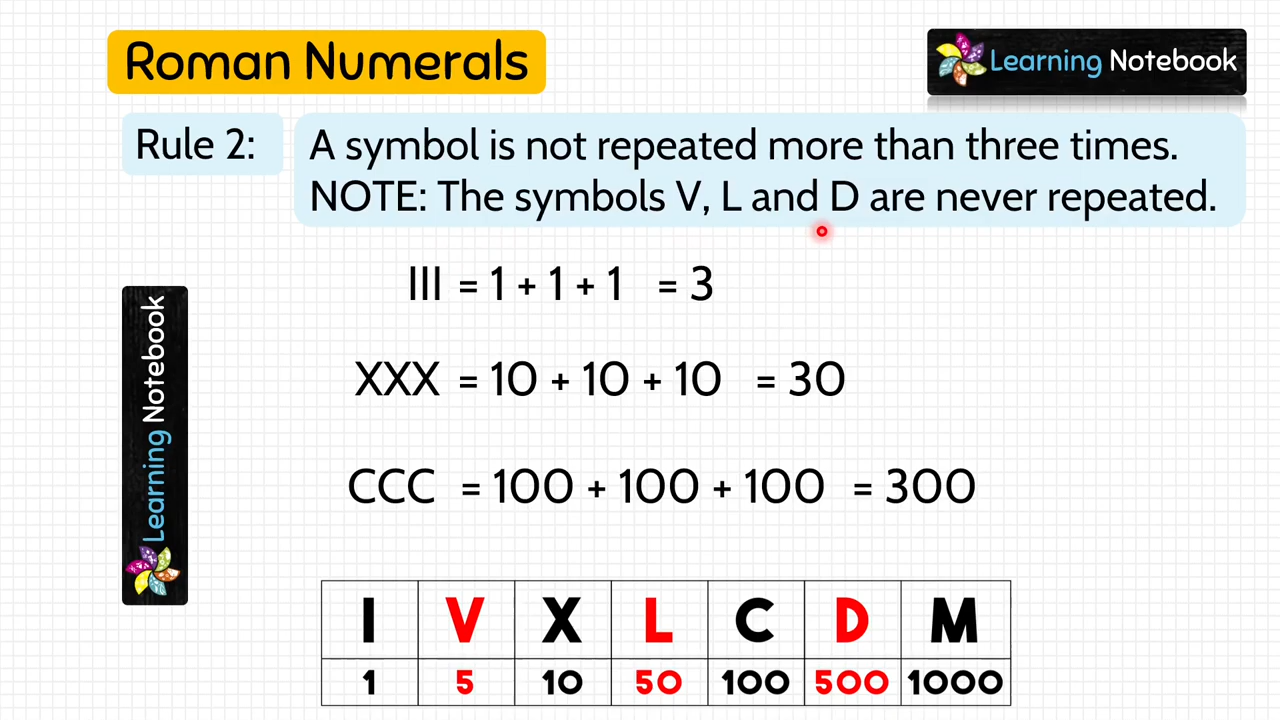 Roman Numerals
Learning Notebook
Rule 2:
A symbol is not repeated more than three times.
NOTE: The symbols V, L and D are never repeated.
III = 1 + 1 + 1 = 3
XXX = 10 + 10 + 10 = 30
CCC = 100 + 100 + 100 = 300
Learning Notebook
I V X L C D M
1 5 10 50 100 500 1000